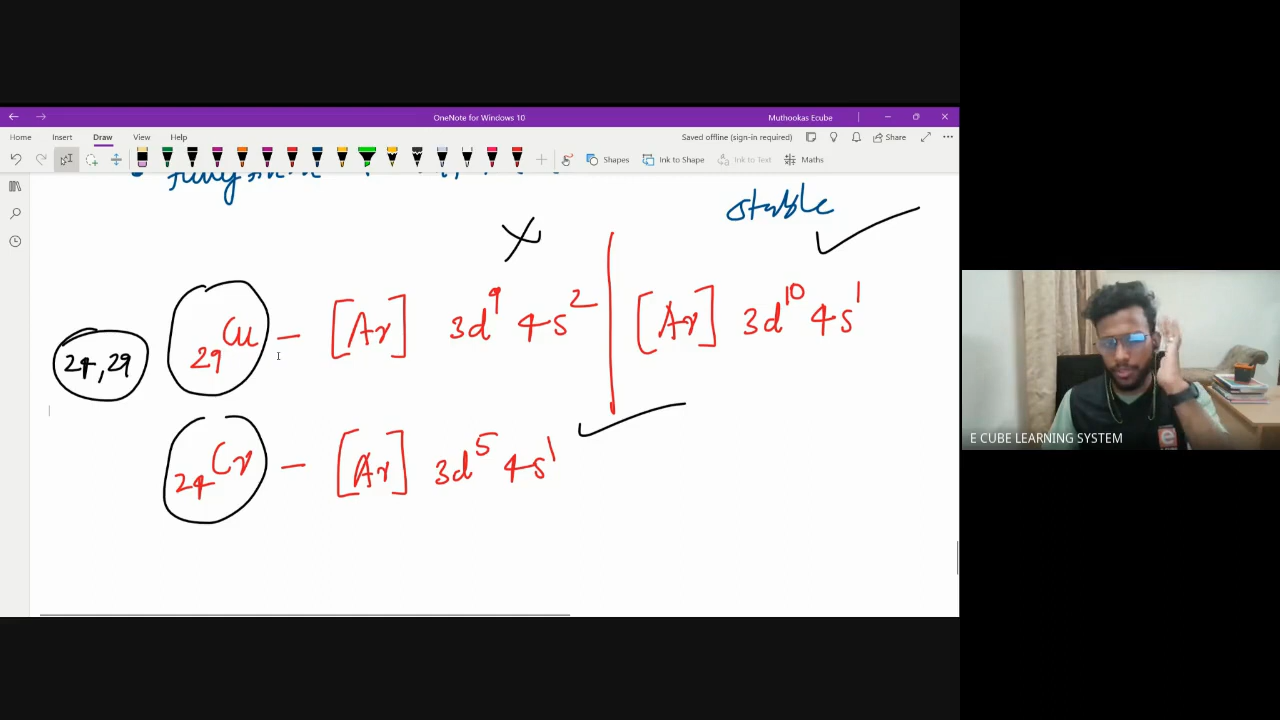 OneNote for Windows 10
Muthookas Ecube
Home Insert Draw View Help
Saved offline (sign-in required) Share
Shapes Ink to Shape Ink to Text Maths
stable
29Cu - [Ar] 3d⁹ 4s² [Ar] 3d¹⁰ 4s¹
24, 29
24Cr - [Ar] 3d⁵ 4s¹
E CUBE LEARNING SYSTEM